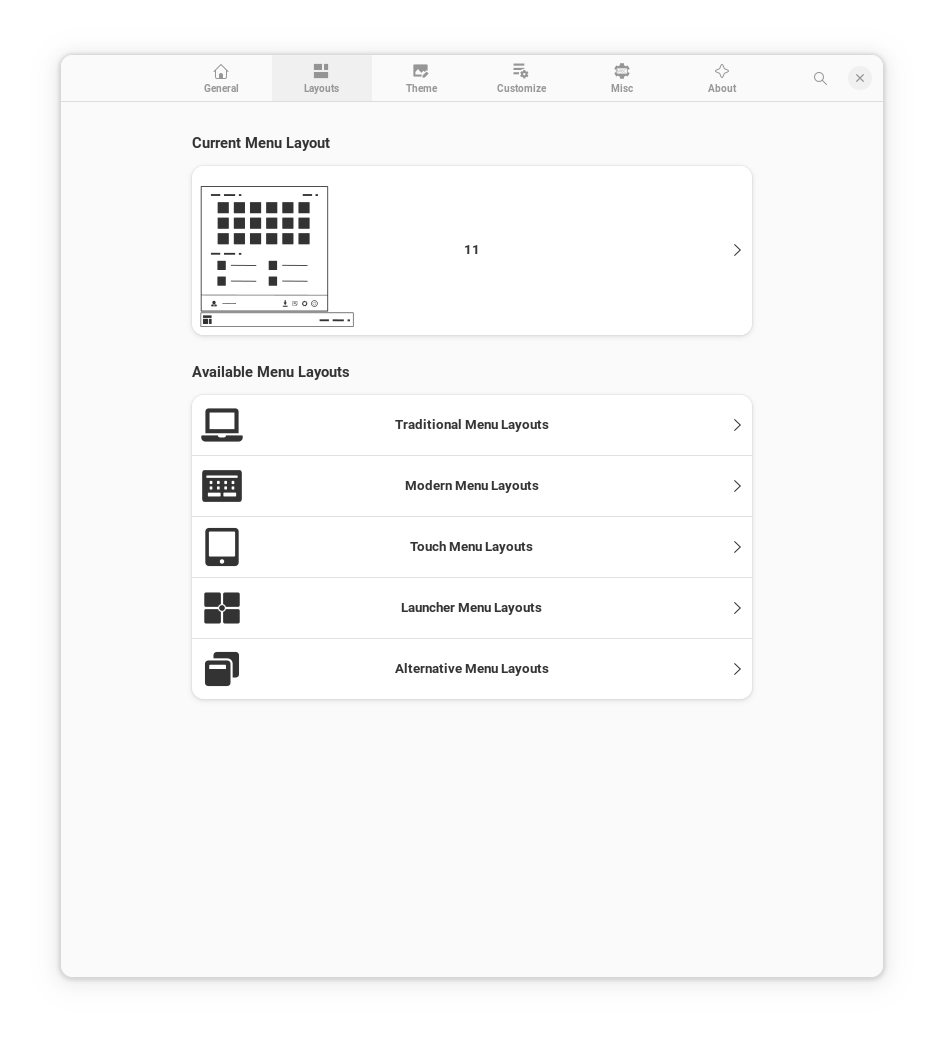 General
Layouts
Theme
Customize
Misc
About
Current Menu Layout
11
Available Menu Layouts
Traditional Menu Layouts
Modern Menu Layouts
Touch Menu Layouts
Launcher Menu Layouts
Alternative Menu Layouts